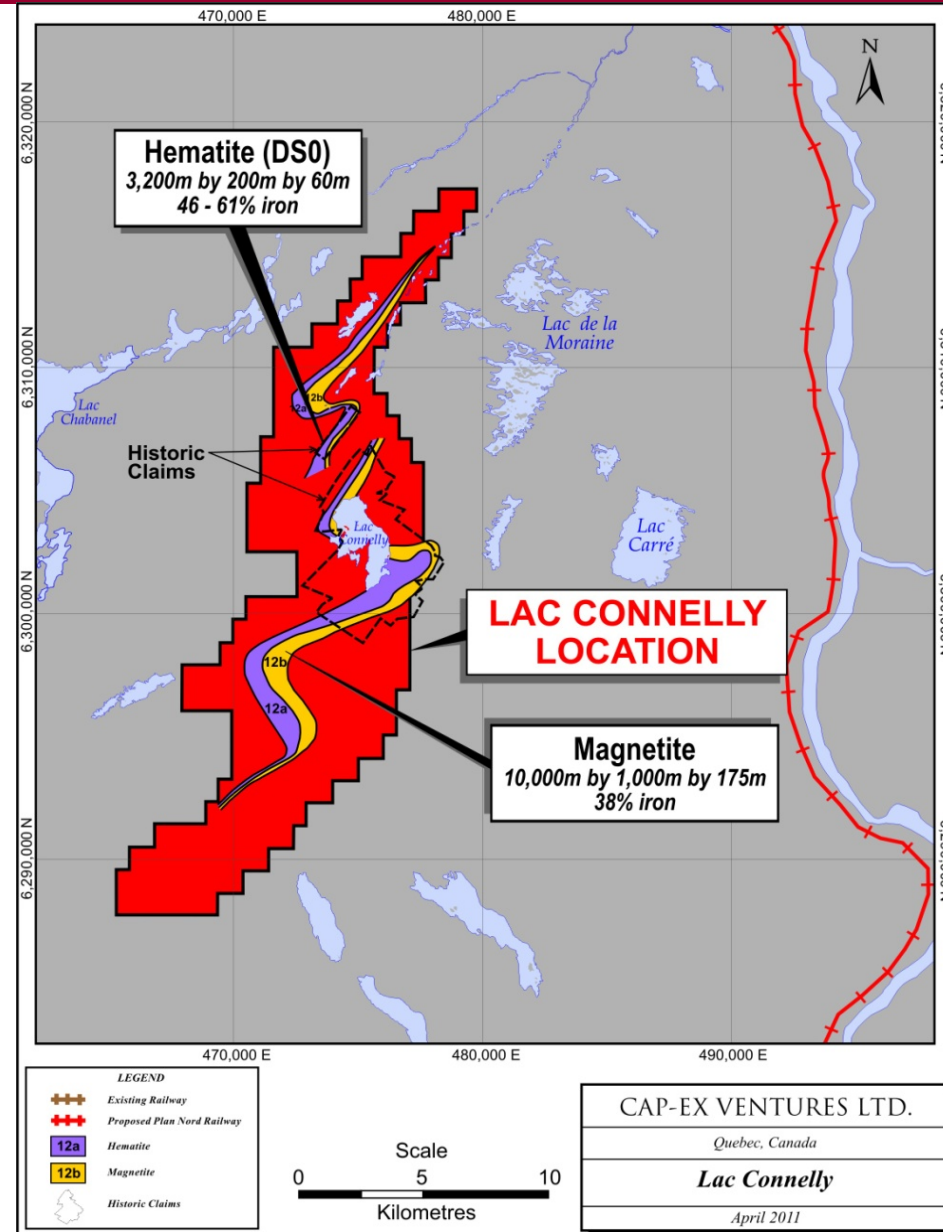 470,000 E
480,000 E
N
6,320,000 N
Hematite (DS0)
3,200m by 200m by 60m
46 - 61% iron
Lac de la
Moraine
6,310,000 N
12b
12a
Lac
Chabanel
Historic
Claims
Lac
Connelly
Lac
Carré
6,300,000 N
LAC CONNELLY
LOCATION
12b
12a
Magnetite
10,000m by 1,000m by 175m
38% iron
6,290,000 N
470,000 E
480,000 E
490,000 E
LEGEND
Existing Railway
Proposed Plan Nord Railway
12a Hematite
12b Magnetite
Historic Claims
Scale
0 5 10
Kilometres
CAP-EX VENTURES LTD.
Quebec, Canada
Lac Connelly
April 2011